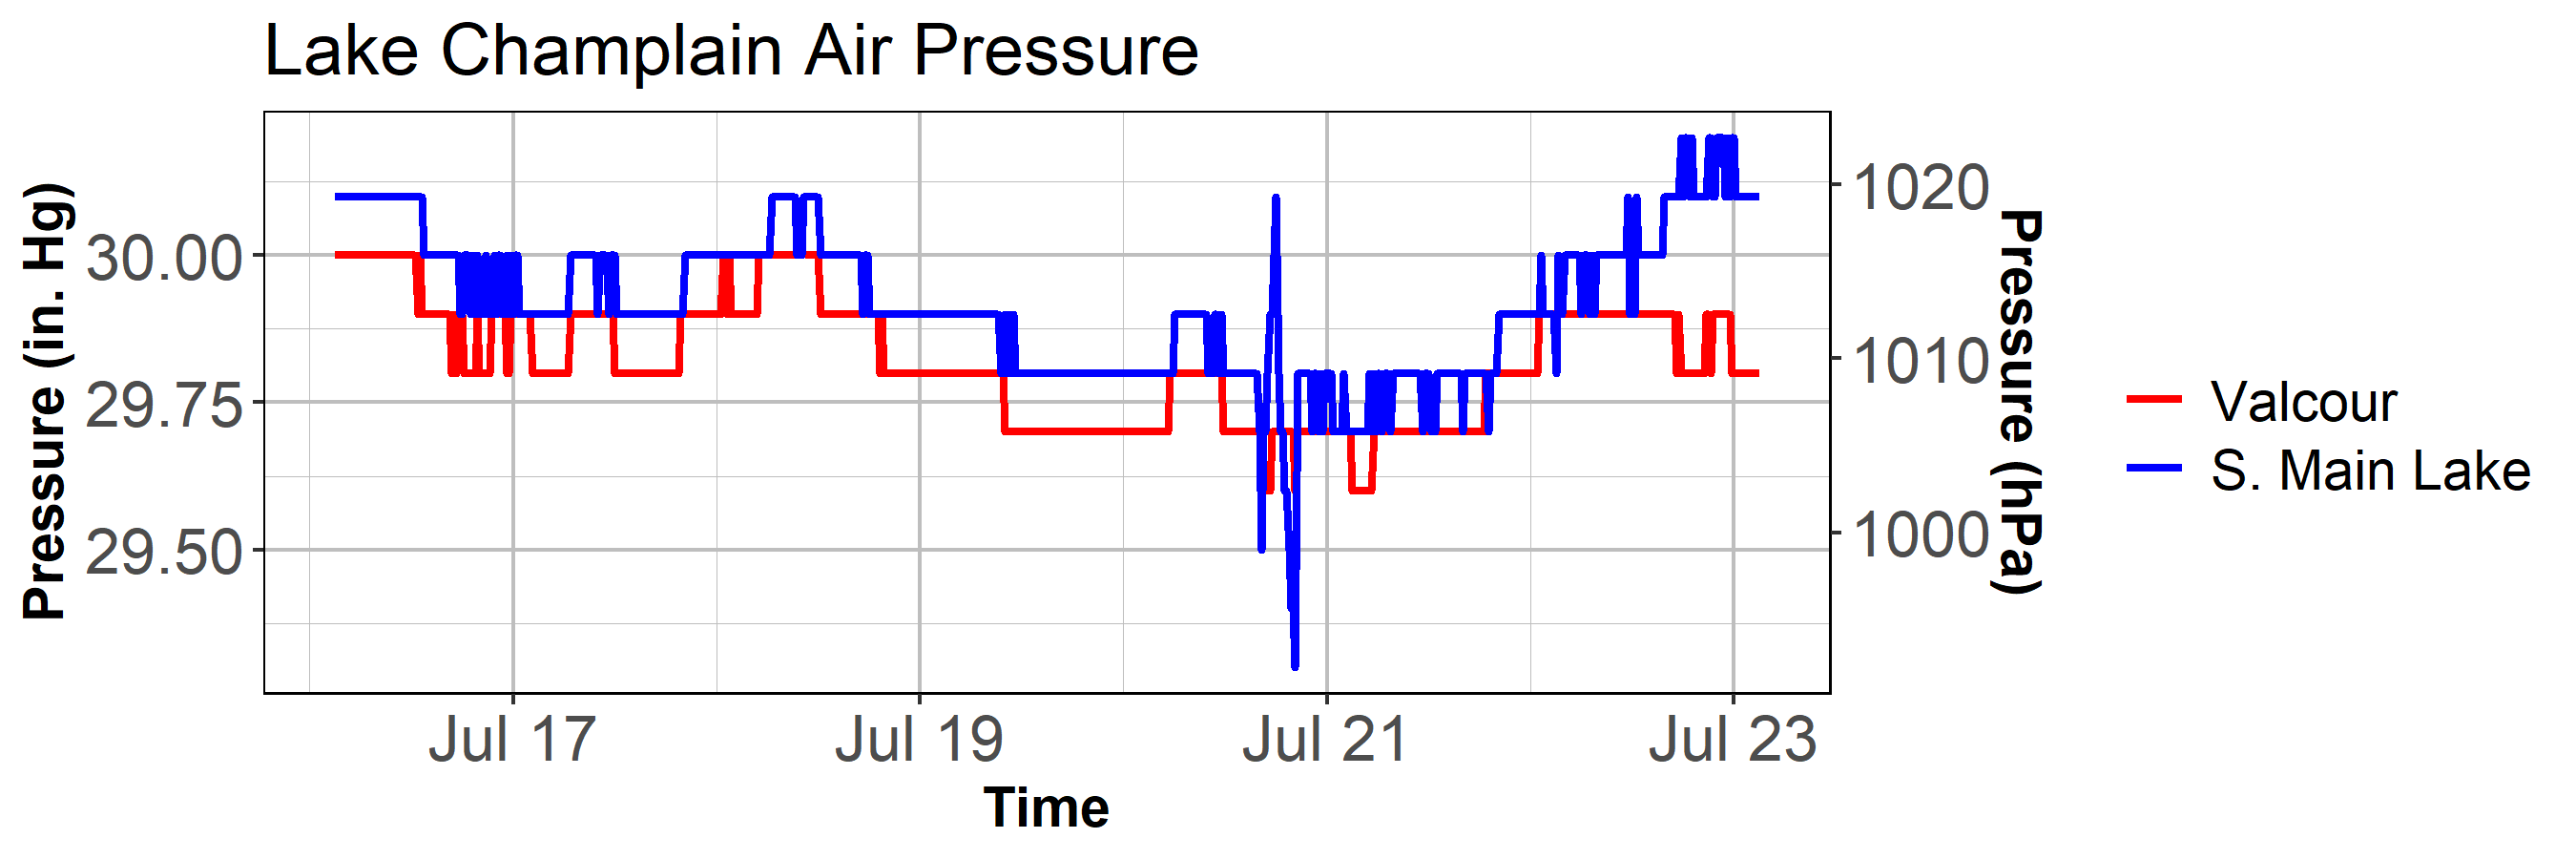 Lake Champlain Air Pressure
Pressure (in. Hg)
30.00
29.75
29.50
1020
1010
1000
Pressure (hPa)
Jul 17
Jul 19
Jul 21
Jul 23
Time
Valcour
S. Main Lake